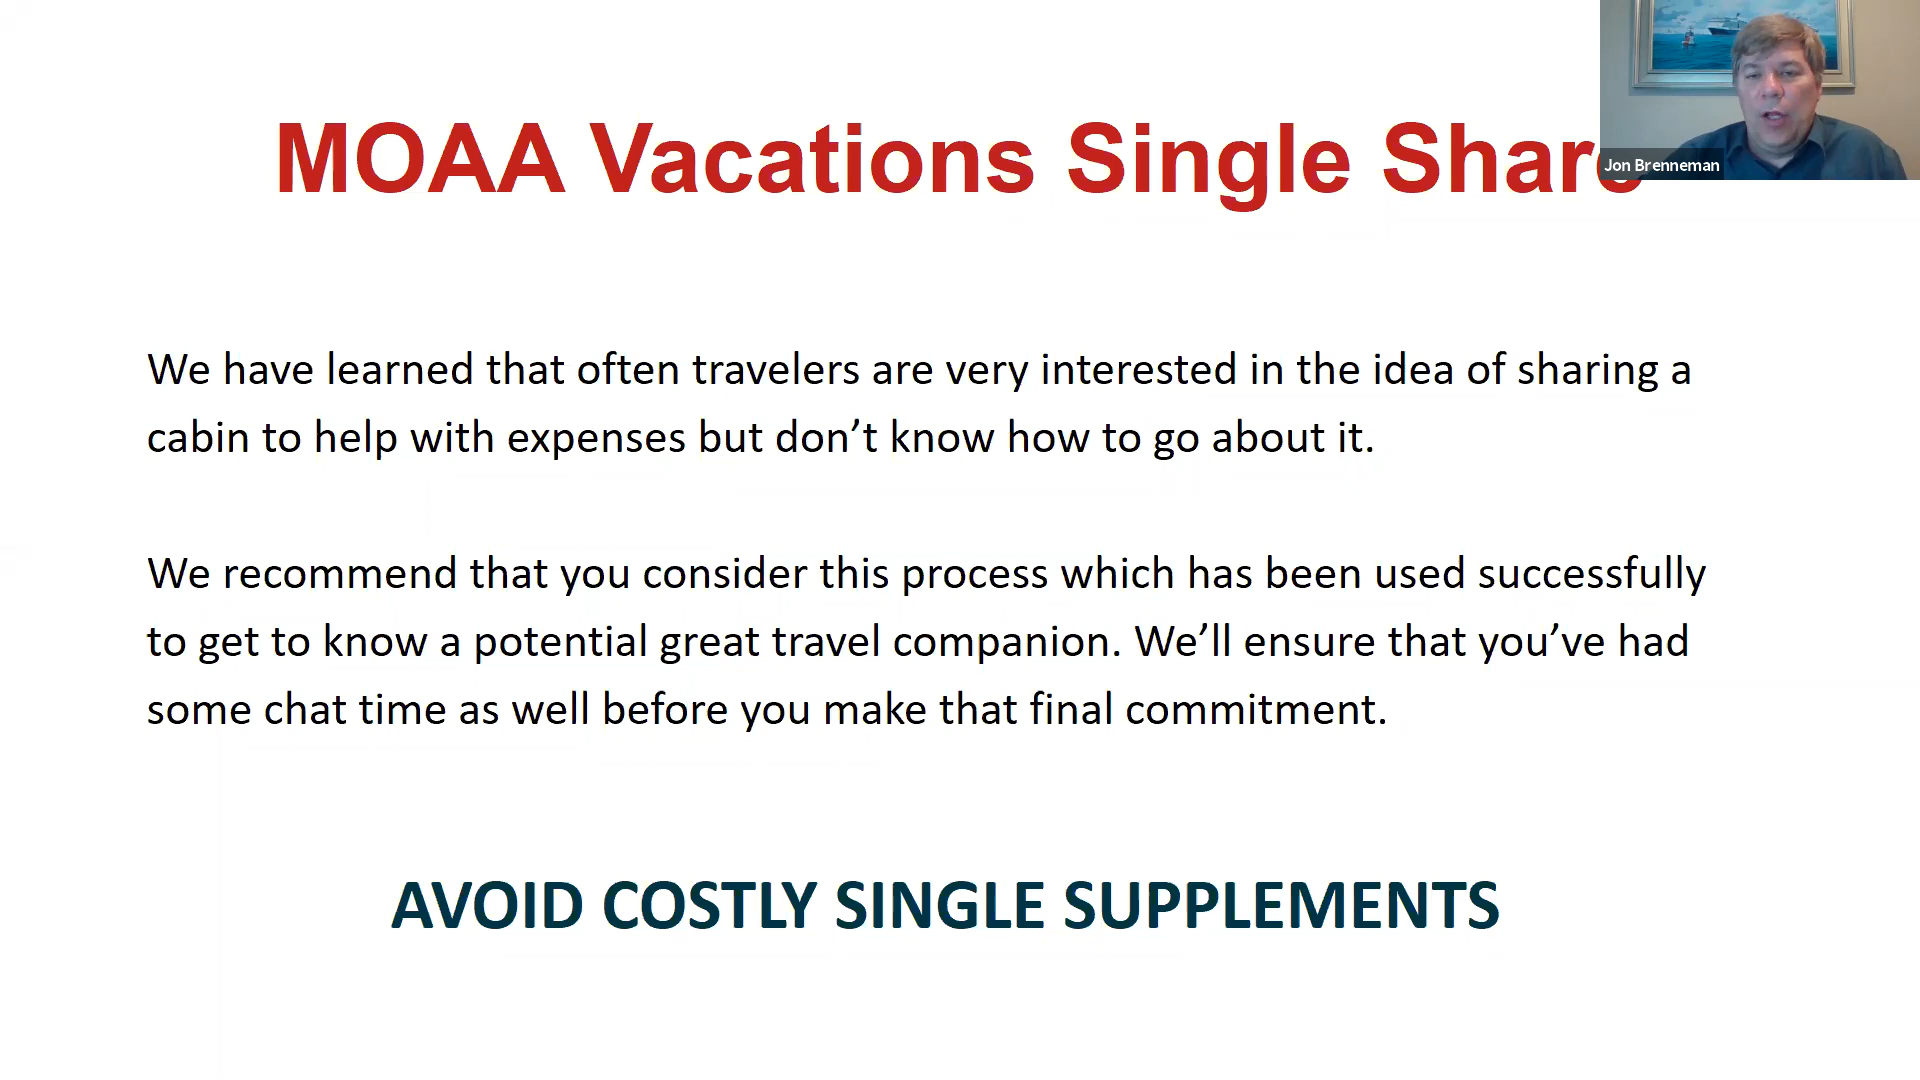 MOAA Vacations Single Share
Jon Brenneman
We have learned that often travelers are very interested in the idea of sharing a
cabin to help with expenses but don’t know how to go about it.
We recommend that you consider this process which has been used successfully
to get to know a potential great travel companion. We’ll ensure that you’ve had
some chat time as well before you make that final commitment.
AVOID COSTLY SINGLE SUPPLEMENTS